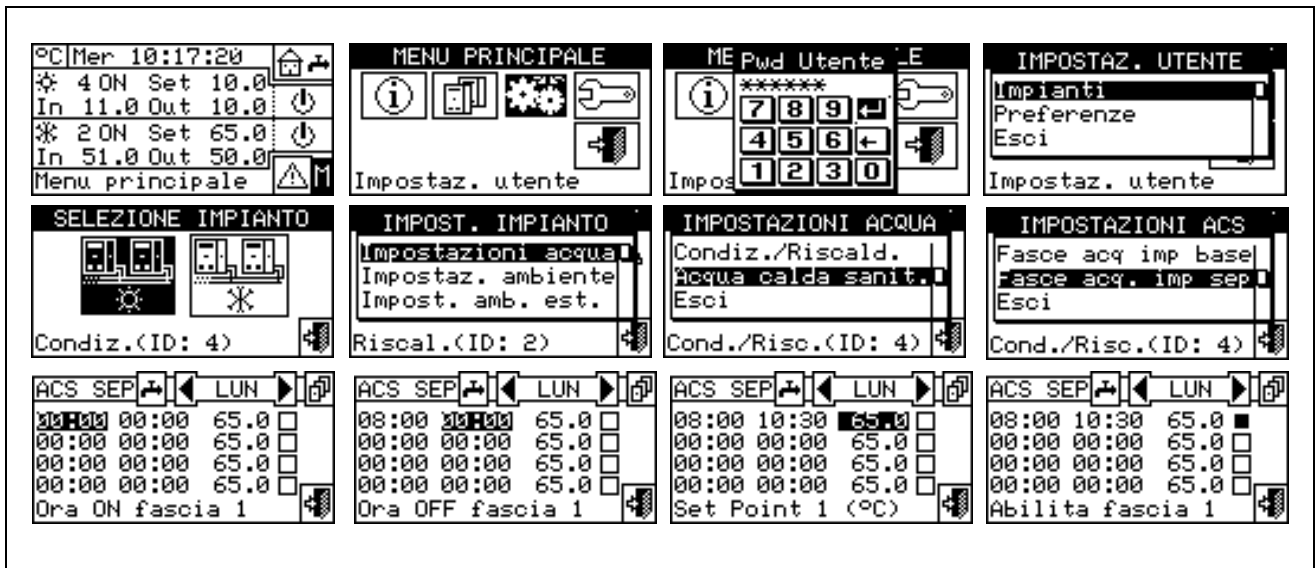 °C Mer 10:17:20
4 ON Set 10.0
In 11.0 Out 10.0
2 ON Set 65.0
In 51.0 Out 50.0
Menu principale M
MENU PRINCIPALE
i
Impostaz. utente
ME Pwd Utente LE
i ******
7 8 9
4 5 6
1 2 3 0
Impos
IMPOSTAZ. UTENTE
Impianti
Preferenze
Esci
Impostaz. utente
SELEZIONE IMPIANTO
Condiz.(ID: 4)
IMPOST. IMPIANTO
Impostazioni acqua
Impostaz. ambiente
Impost. amb. est.
Riscal.(ID: 2)
IMPOSTAZIONI ACQUA
Condiz./Riscald.
Acqua calda sanit.
Esci
Cond./Risc.(ID: 4)
IMPOSTAZIONI ACS
Fasce acq imp base
Fasce acq. imp sep
Esci
Cond./Risc.(ID: 4)
ACS SEP LUN
00:00 00:00 65.0
00:00 00:00 65.0
00:00 00:00 65.0
00:00 00:00 65.0
Ora ON fascia 1
ACS SEP LUN
08:00 00:00 65.0
00:00 00:00 65.0
00:00 00:00 65.0
00:00 00:00 65.0
Ora OFF fascia 1
ACS SEP LUN
08:00 10:30 65.0
00:00 00:00 65.0
00:00 00:00 65.0
00:00 00:00 65.0
Set Point 1 (°C)
ACS SEP LUN
08:00 10:30 65.0
00:00 00:00 65.0
00:00 00:00 65.0
00:00 00:00 65.0
Abilita fascia 1